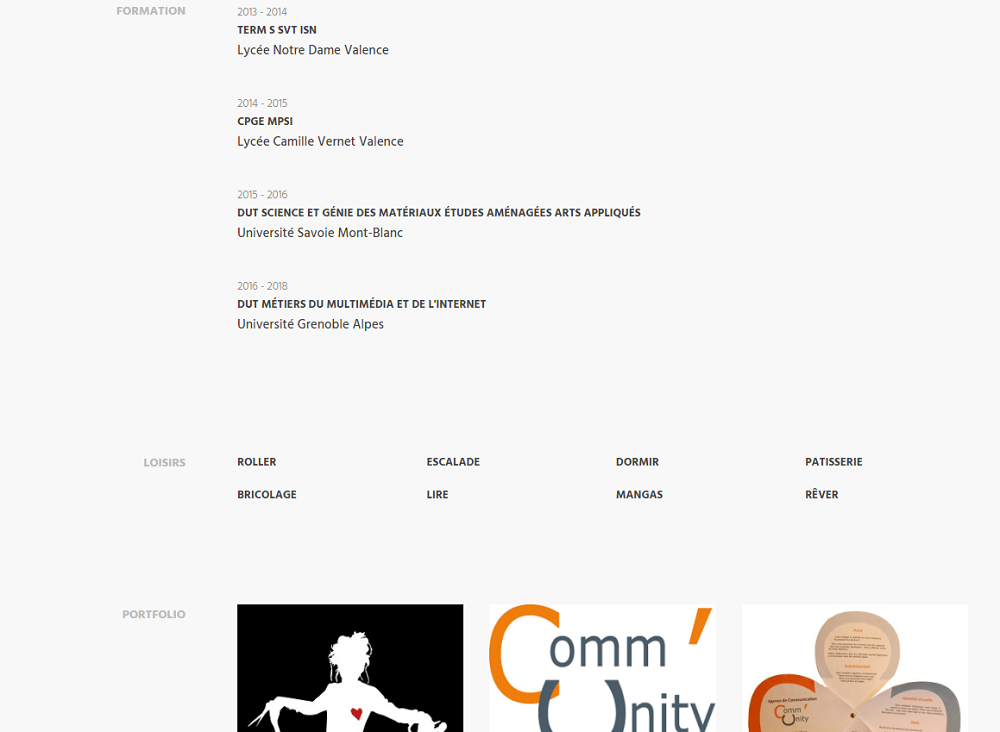 FORMATION
2013 - 2014
TERM S SVT ISN
Lycée Notre Dame Valence
2014 - 2015
CPGE MPSI
Lycée Camille Vernet Valence
2015 - 2016
DUT SCIENCE ET GÉNIE DES MATÉRIAUX ÉTUDES AMÉNAGÉES ARTS APPLIQUÉS
Université Savoie Mont-Blanc
2016 - 2018
DUT MÉTIERS DU MULTIMÉDIA ET DE L'INTERNET
Université Grenoble Alpes
LOISIRS
ROLLER ESCALADE DORMIR PATISSERIE
BRICOLAGE LIRE MANGAS RÊVER
PORTFOLIO
Comm'
Unity
Agence de Communication
Comm'
Unity